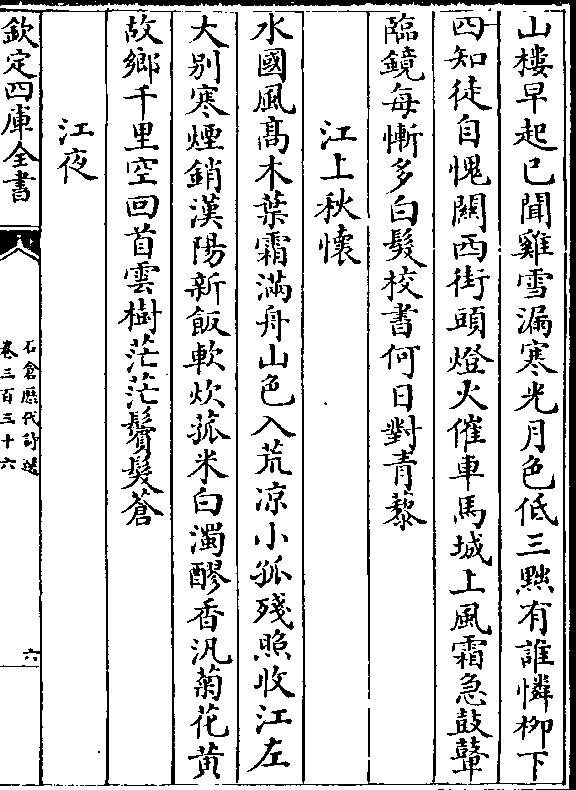 山樓早起已聞雞雪漏寒光月色低三黜有誰憐柳下
四知徒自愧關西街頭燈火催車馬城上風霜急鼓鼙
臨鏡每慚多白髮校書何日對青藜
江上秋懷
水國風髙木葉霜滿舟山色入荒凉小孤殘照收江左
大别寒煙銷漢陽新飯軟炊菰米白濁醪香汎菊花黄
故鄉千里空回首雲樹茫茫鬢髮蒼
江夜
欽定四庫全書
石倉歴代詩選
卷三百三十六
六